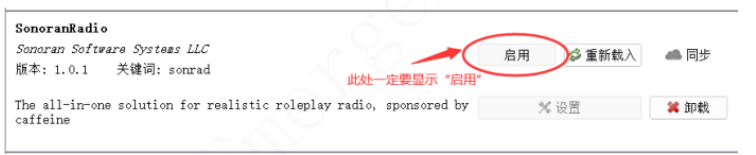 SonoranRadio
Sonoran Software Systems LLC
版本: 1.0.1 关键词: sonrad
启用
重新载入
同步
此处一定要显示 "启用"
The all-in-one solution for realistic roleplay radio, sponsored by
caffeine
设置
卸载